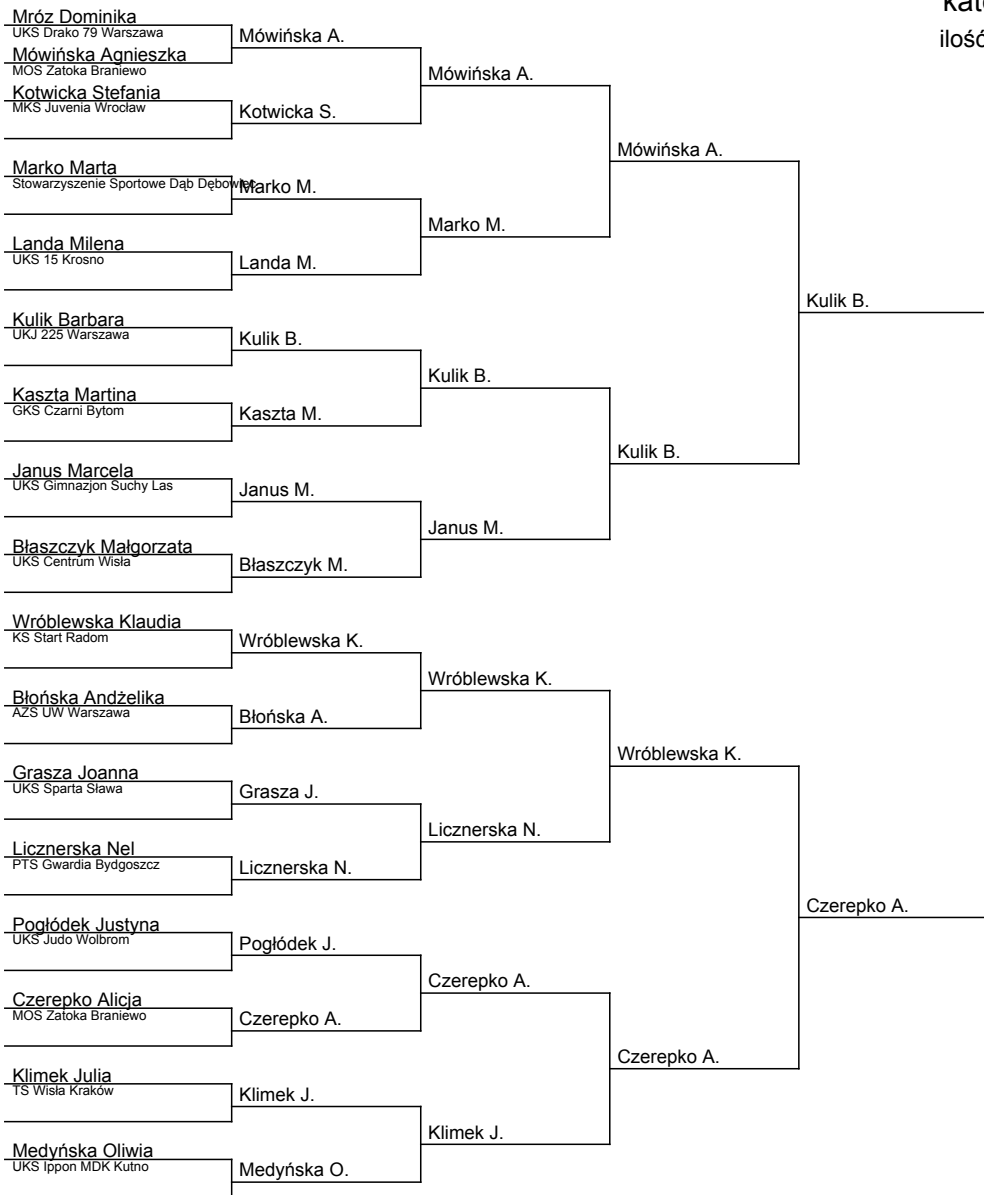 kat
ilość
Mróz Dominika
UKS Drako 79 Warszawa
Mówińska A.
Mówińska Agnieszka
MOS Zatoka Braniewo
Mówińska A.
Kotwicka Stefania
MKS Juvenia Wrocław
Kotwicka S.
Mówińska A.
Marko Marta
Stowarzyszenie Sportowe Dąb Dębowiec
Marko M.
Marko M.
Landa Milena
UKS 15 Krosno
Landa M.
Kulik B.
Kulik Barbara
UKJ 225 Warszawa
Kulik B.
Kulik B.
Kaszta Martina
GKS Czarni Bytom
Kaszta M.
Kulik B.
Janus Marcela
UKS Gimnazjon Suchy Las
Janus M.
Janus M.
Błaszczyk Małgorzata
UKS Centrum Wisła
Błaszczyk M.
Wróblewska Klaudia
KS Start Radom
Wróblewska K.
Wróblewska K.
Błońska Andżelika
AZS UW Warszawa
Błońska A.
Wróblewska K.
Grasza Joanna
UKS Sparta Sława
Grasza J.
Licznerska N.
Licznerska Nel
PTS Gwardia Bydgoszcz
Licznerska N.
Czerepko A.
Pogłódek Justyna
UKS Judo Wolbrom
Pogłódek J.
Czerepko A.
Czerepko Alicja
MOS Zatoka Braniewo
Czerepko A.
Czerepko A.
Klimek Julia
TS Wisła Kraków
Klimek J.
Klimek J.
Medyńska Oliwia
UKS Ippon MDK Kutno
Medyńska O.